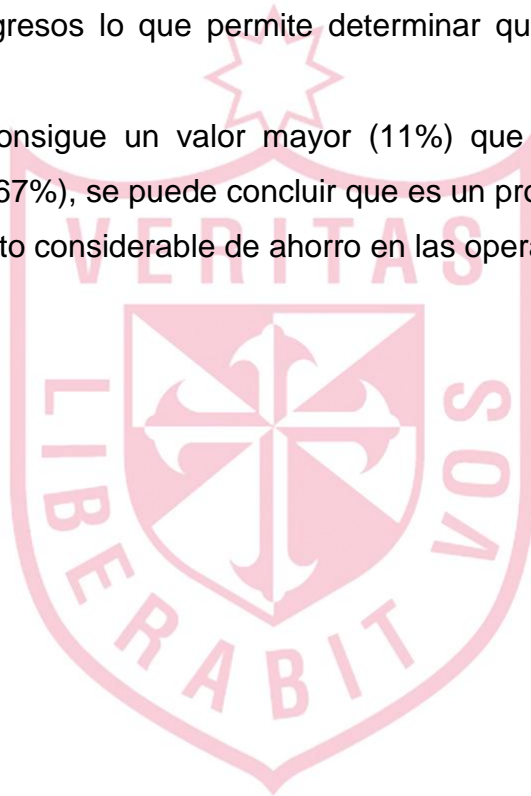 gresos lo que permite determinar qu
onsigue un valor mayor (11%) que
67%), se puede concluir que es un pro
to considerable de ahorro en las opera
VERITAS
LIBERABIT VOS